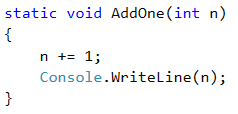 static void AddOne(int n)
{
    n += 1;
    Console.WriteLine(n);
}